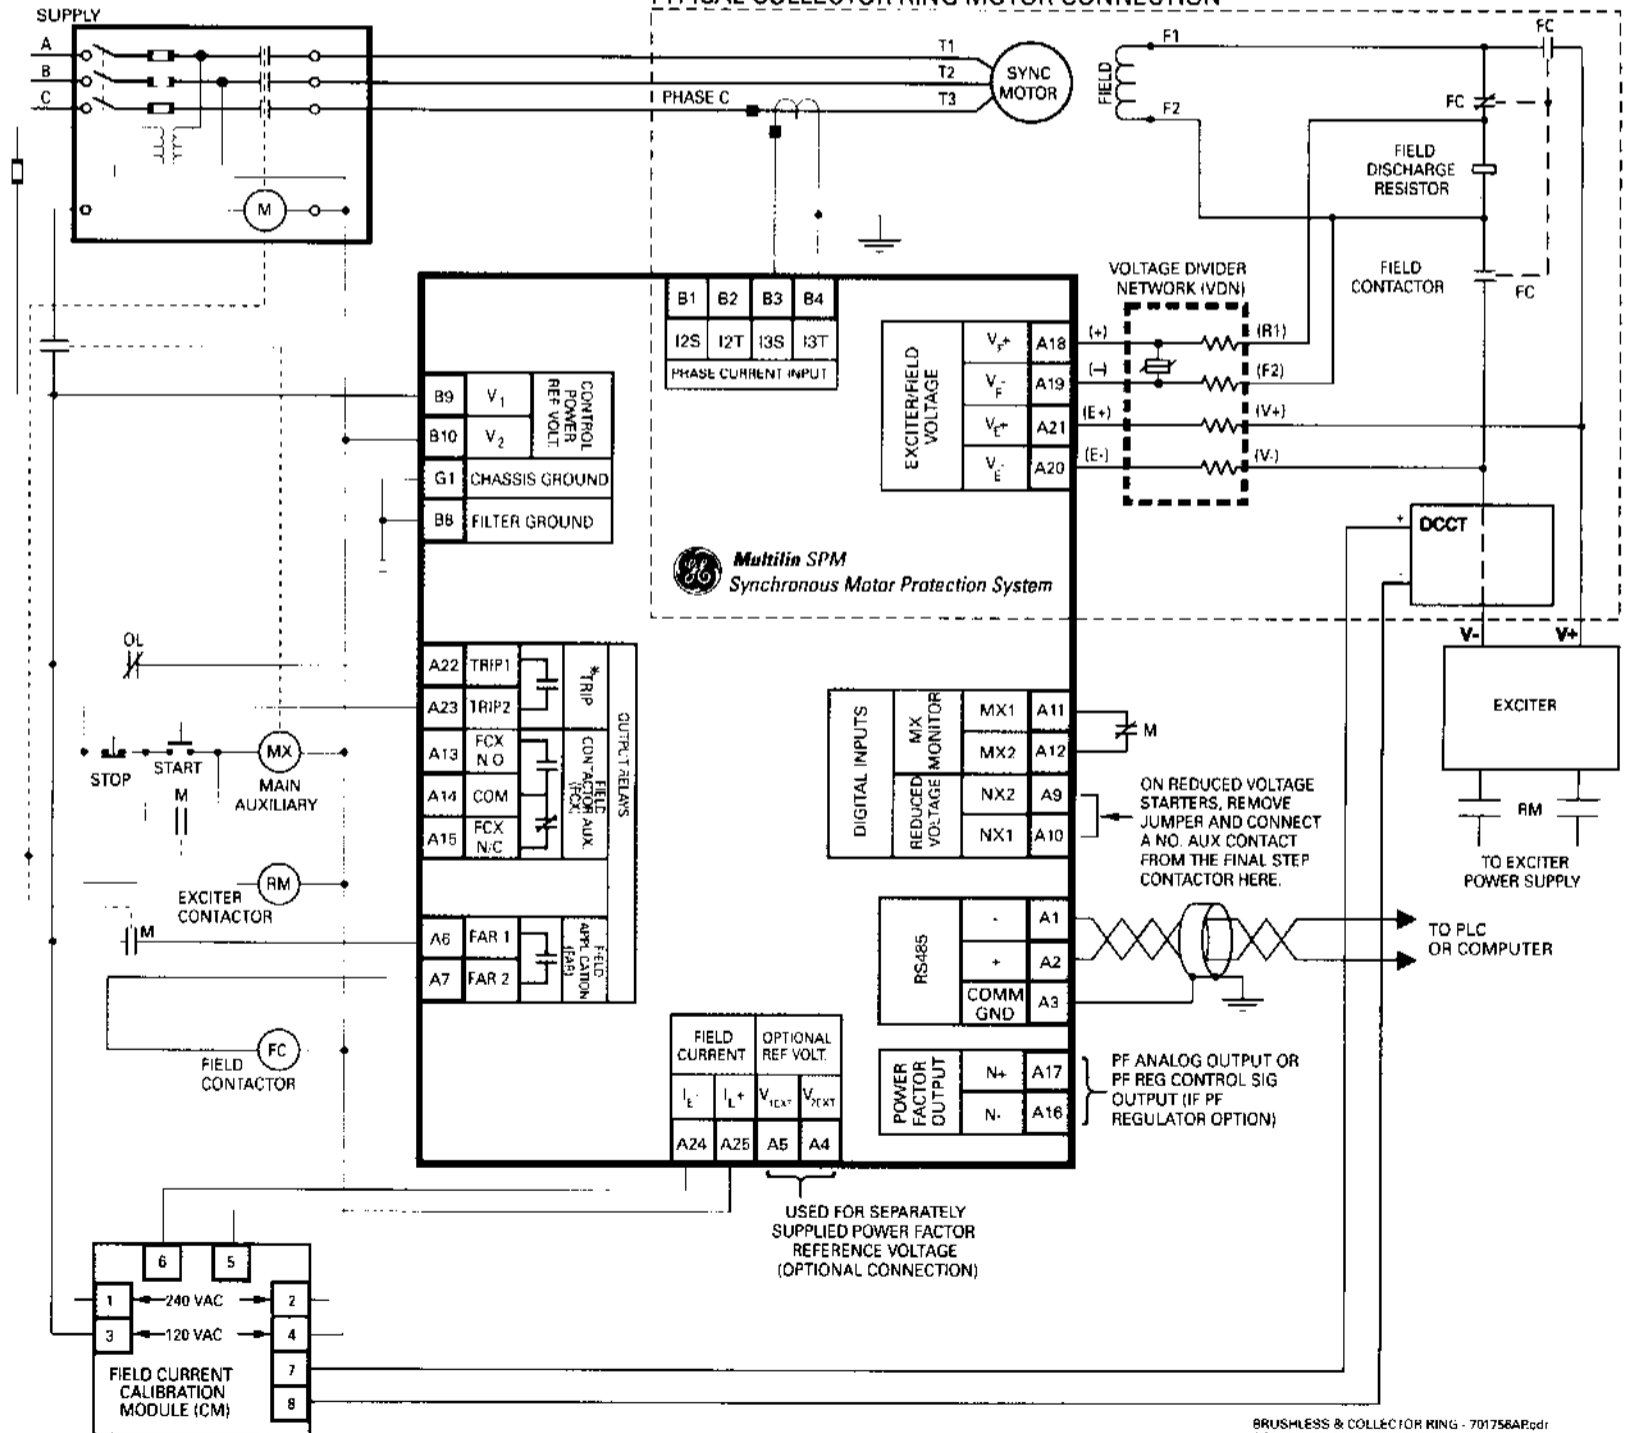 SUPPLY
A
B
C
T1
T2
T3
PHASE C
SYNC
MOTOR
FIELD
F1
F2
FC
FC
FIELD
DISCHARGE
RESISTOR
FIELD
CONTACTOR
FC
M
VOLTAGE DIVIDER
NETWORK (VDN)
(+)
(R1)
(–)
(F2)
(E+)
(V+)
(E-)
(V-)
B1 B2 B3 B4
I2S I2T I3S I3T
PHASE CURRENT INPUT
EXCITER/FIELD
VOLTAGE
VF+ A18
VF- A19
VE+ A21
VE- A20
B9 V1
B10 V2
CONTROL
POWER
REF VOLT.
G1 CHASSIS GROUND
B8 FILTER GROUND
DCCT
+
-
GE
Multilin SPM
Synchronous Motor Protection System
V-
V+
EXCITER
RM
TO EXCITER
POWER SUPPLY
OL
A22 TRIP1
A23 TRIP2
*TRIP
A13 FCX N.O
A14 COM
A15 FCX N/C
FIELD
CONTACTOR AUX.
(FCX)
OUTPUT RELAYS
A6 FAR 1
A7 FAR 2
FIELD
(FAR)
STOP
START
MX
MAIN
AUXILIARY
M
EXCITER
CONTACTOR
RM
M
FC
FIELD
CONTACTOR
DIGITAL INPUTS
MX
MONITOR
MX1 A11
MX2 A12
M
REDUCED
VOLTAGE
NX2 A9
NX1 A10
ON REDUCED VOLTAGE
STARTERS, REMOVE
JUMPER AND CONNECT
A NO. AUX CONTACT
FROM THE FINAL STEP
CONTACTOR HERE.
RS485
- A1
+ A2
COMM
GND A3
TO PLC
OR COMPUTER
POWER
FACTOR
OUTPUT
N+ A17
N- A16
PF ANALOG OUTPUT OR
PF REG CONTROL SIG
OUTPUT (IF PF
REGULATOR OPTION)
FIELD
CURRENT
OPTIONAL
REF VOLT.
A24 A25 A5 A4
USED FOR SEPARATELY
SUPPLIED POWER FACTOR
REFERENCE VOLTAGE
(OPTIONAL CONNECTION)
6 5
1 240 VAC 2
3 120 VAC 4
7
8
FIELD CURRENT
CALIBRATION
MODULE (CM)
BRUSHLESS & COLLECTOR RING - 701756AP.cdr